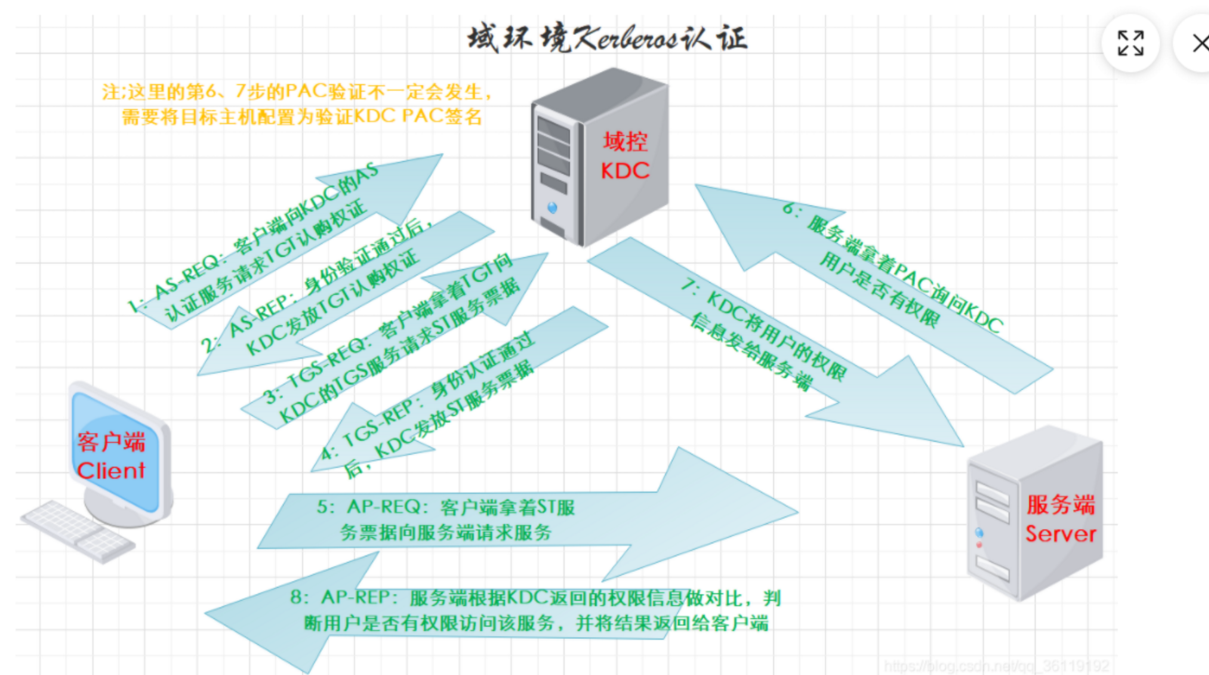 域环境Kerberos认证
注;这里的第6、7步的PAC验证不一定会发生，
需要将目标主机配置为验证KDC PAC签名
域控
KDC
1：AS-REQ：客户端向KDC的AS
认证服务请求TGT认购权证
2：AS-REP：身份验证通过后，
KDC发放TGT认购权证
3：TGS-REQ：客户端拿着TGT向
KDC的TGS服务请求ST服务票据
4：TGS-REP：身份认证通过
后，KDC发放ST服务票据
6：服务端拿着PAC询问KDC
用户是否有权限
7：KDC将用户的权限
信息发给服务端
客户端
Client
5：AP-REQ：客户端拿着ST服
务票据向服务端请求服务
服务端
Server
8：AP-REP：服务端根据KDC返回的权限信息做对比，判
断用户是否有权限访问该服务，并将结果返回给客户端
https://blog.csdn.net/qq_36119192